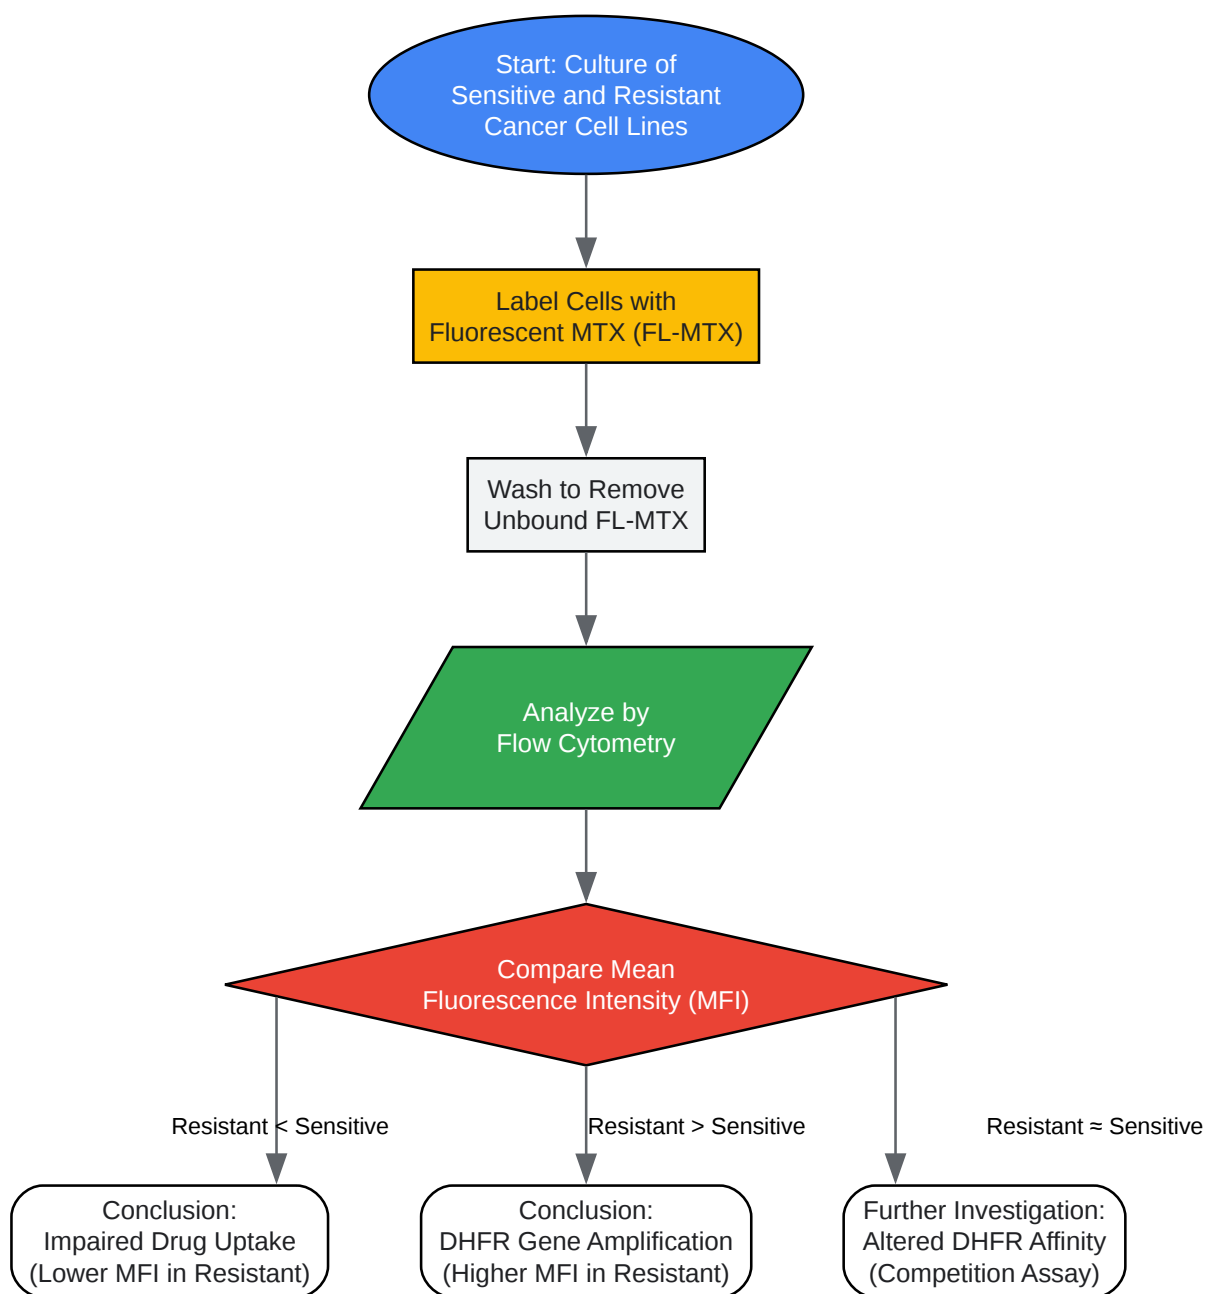 Start: Culture of
Sensitive and Resistant
Cancer Cell Lines
Label Cells with
Fluorescent MTX (FL-MTX)
Wash to Remove
Unbound FL-MTX
Analyze by
Flow Cytometry
Compare Mean
Fluorescence Intensity (MFI)
Resistant < Sensitive
Resistant > Sensitive
Resistant ≈ Sensitive
Conclusion:
Impaired Drug Uptake
(Lower MFI in Resistant)
Conclusion:
DHFR Gene Amplification
(Higher MFI in Resistant)
Further Investigation:
Altered DHFR Affinity
(Competition Assay)